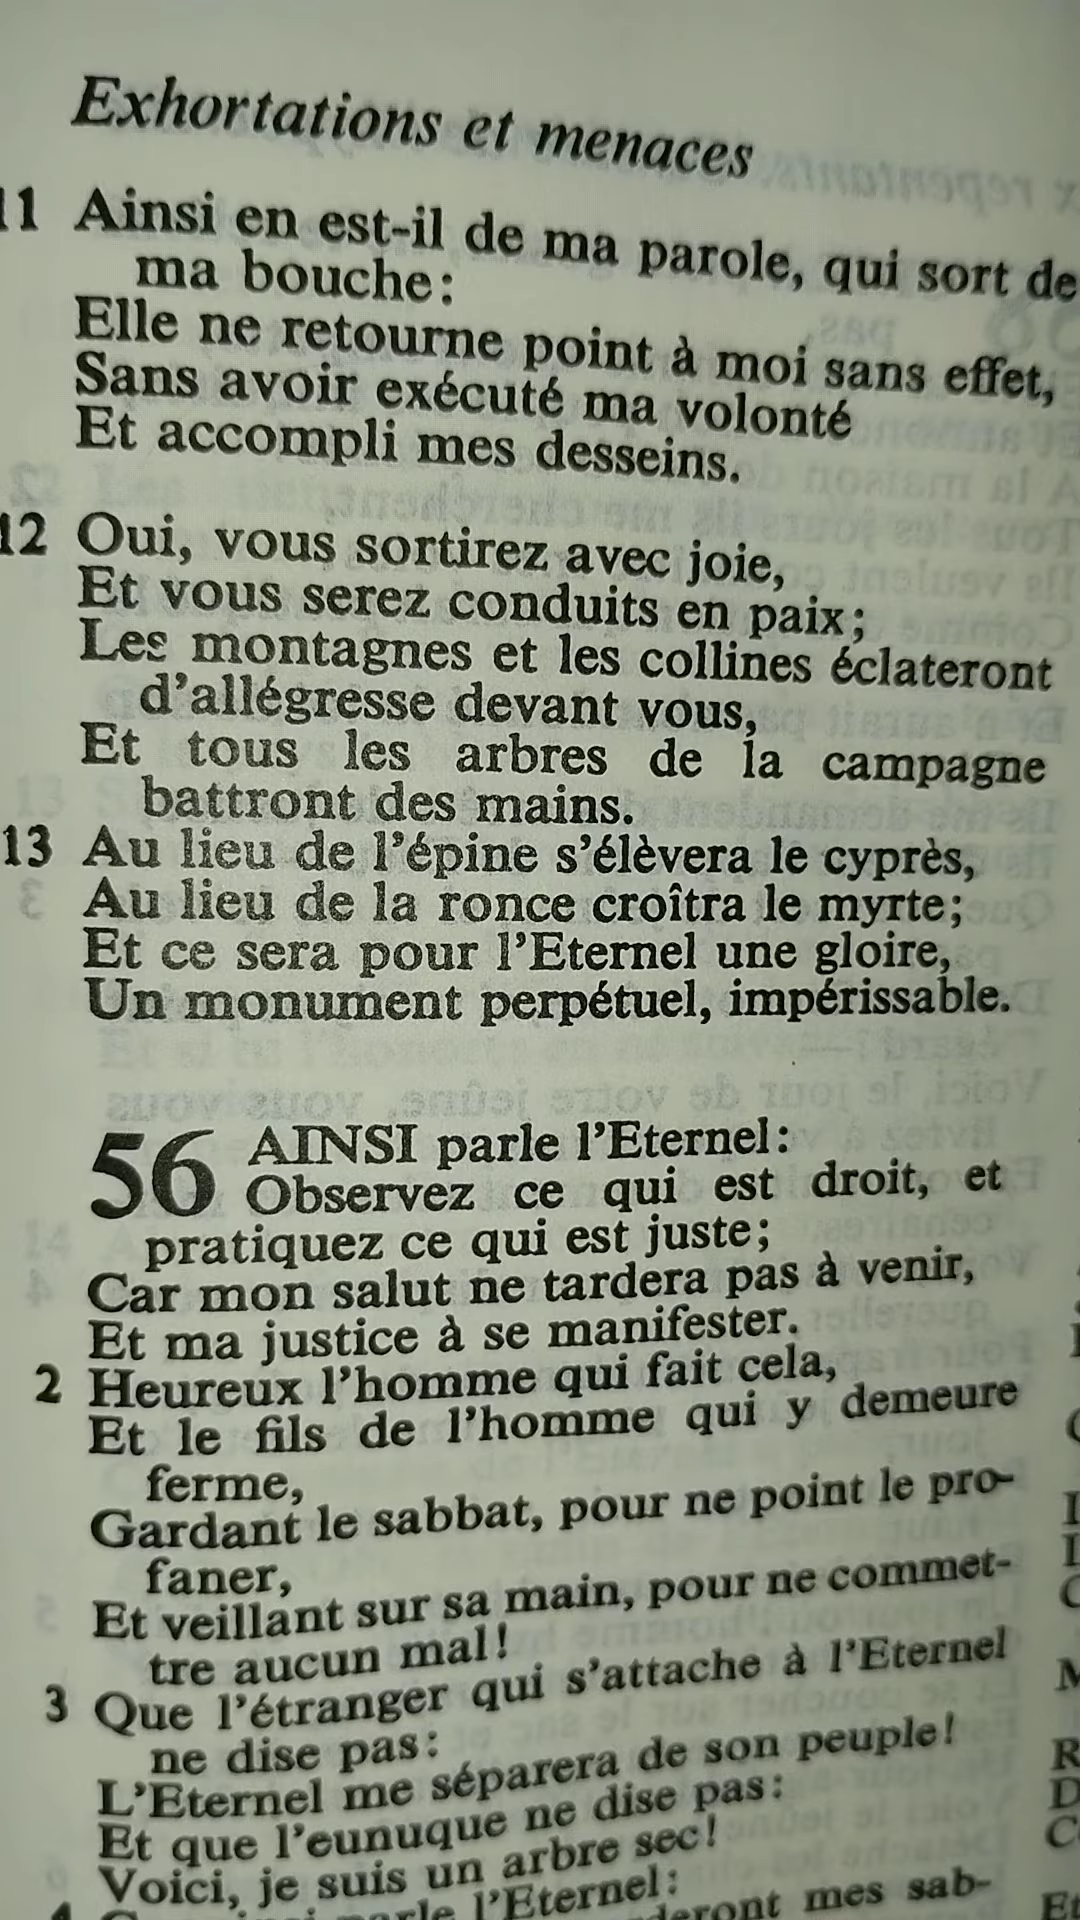 Exhortations et menaces
11 Ainsi en est-il de ma parole, qui sort de
ma bouche:
Elle ne retourne point à moi sans effet,
Sans avoir exécuté ma volonté
Et accompli mes desseins.
12 Oui, vous sortirez avec joie,
Et vous serez conduits en paix;
Les montagnes et les collines éclateront
d'allégresse devant vous,
Et tous les arbres de la campagne
battront des mains.
13 Au lieu de l'épine s'élèvera le cyprès,
Au lieu de la ronce croîtra le myrte;
Et ce sera pour l'Eternel une gloire,
Un monument perpétuel, impérissable.
56 AINSI parle l'Eternel:
Observez ce qui est droit, et
pratiquez ce qui est juste;
Car mon salut ne tardera pas à venir,
Et ma justice à se manifester.
2 Heureux l'homme qui fait cela,
Et le fils de l'homme qui y demeure
ferme,
Gardant le sabbat, pour ne point le pro-
faner,
Et veillant sur sa main, pour ne commet-
tre aucun mal!
3 Que l'étranger qui s'attache à l'Eternel
ne dise pas:
L'Eternel me séparera de son peuple!
Et que l'eunuque ne dise pas:
Voici, je suis un arbre sec!
l'Eternel:
mes sab-